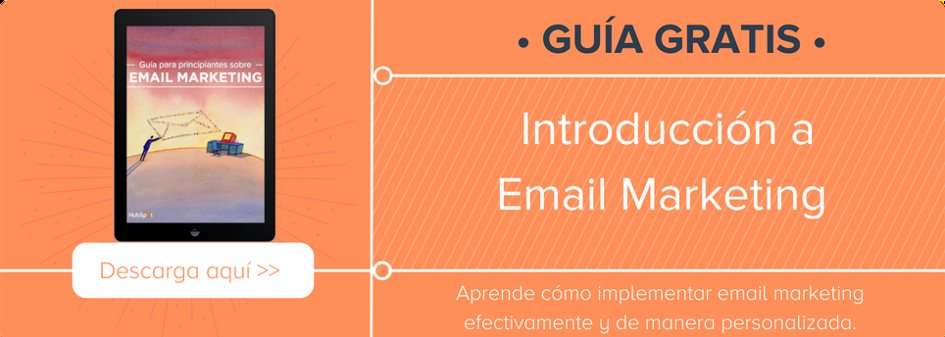 Guía para principiantes sobre
EMAIL MARKETING
HubSpot
Descarga aquí >>
• GUÍA GRATIS •
Introducción a
Email Marketing
Aprende cómo implementar email marketing
efectivamente y de manera personalizada.